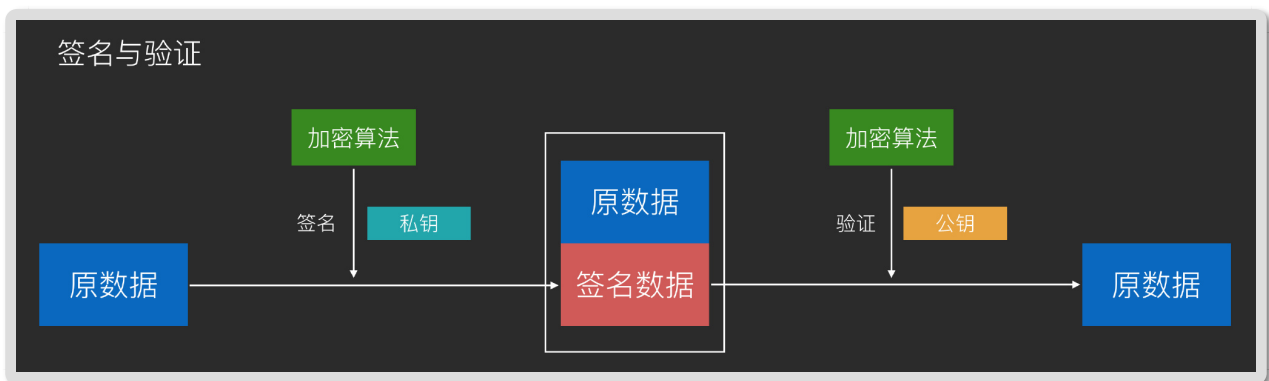 签名与验证
加密算法
加密算法
原数据
签名
私钥
验证
公钥
原数据
签名数据
原数据